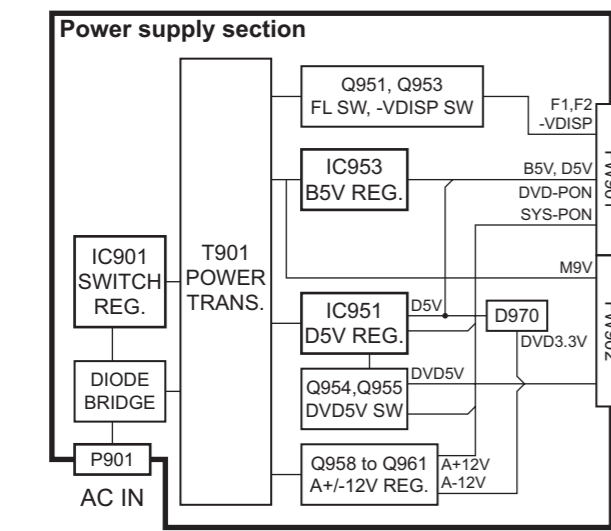 Power supply section
Q951, Q953
FL SW, -VDISP SW
F1,F2
-VDISP
IC953
B5V REG.
B5V, D5V
DVD-PON
SYS-PON
M9V
IC901
SWITCH
REG.
T901
POWER
TRANS.
IC951
D5V REG.
D5V
D970
DVD3.3V
DIODE
BRIDGE
Q954,Q955
DVD5V SW
DVD5V
P901
AC IN
Q958 to Q961
A+/-12V REG.
A+12V
A-12V